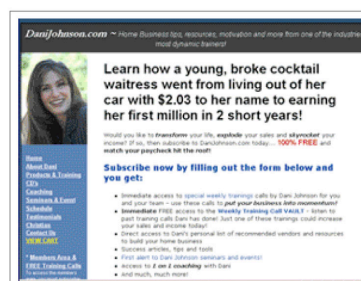 DaniJohnson.com ~ Home Business tips, resources, motivation and more from one of the industries
most dynamic trainers!
Learn how a young, broke cocktail
waitress went from living out of her
car with $2.03 to her name to earning
her first million in 2 short years!
Would you like to transform your life, explode your sales and skyrocket your
income? If so, then subscribe to DaniJohnson.com today.... 100% FREE and
watch your paycheck hit the roof!
Subscribe now by filling out the form below and
you get:
Immediate access to special weekly trainings calls by Dani Johnson for you
and your team - use these calls to put your business into momentum!
Immediate FREE access to the Weekly Training Call VAULT - listen to
past training calls Dani has done! Just one of these trainings could increase
your sales and income today!
Direct access to Dani's personal list of recommended vendors and resources
to build your home business
Success articles, tips and tools
First alert to Dani Johnson seminars and events!
Access to 1 on 1 coaching with Dani
And much, much more!
Home
About Dani
Products & Training
CD's
Coaching
Seminars & Event
Schedule
Testimonials
Christian
Contact Us
VIEW CART
* Members Area &
FREE Training Calls
To access the members